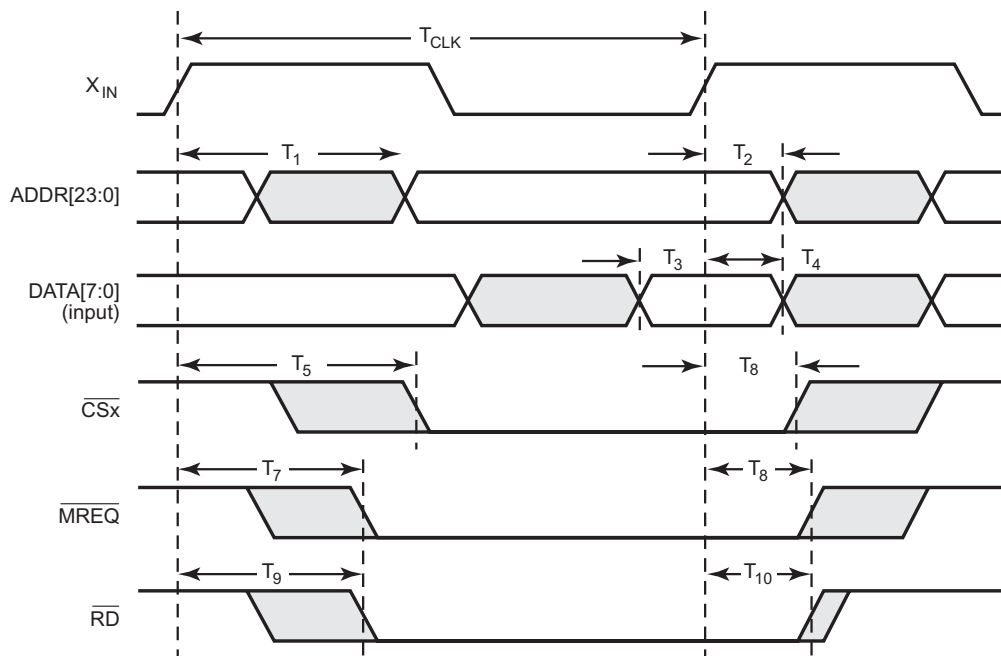 T_CLK
X_IN
T_1
T_2
ADDR[23:0]
T_3
T_4
DATA[7:0]
(input)
T_5
T_8
CSx
T_7
T_8
MREQ
T_9
T_10
RD